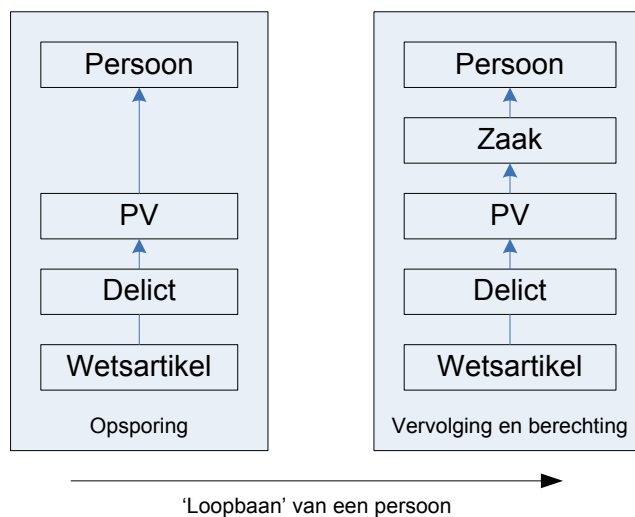 Persoon
PV
Delict
Wetsartikel
Opsporing
Persoon
Zaak
PV
Delict
Wetsartikel
Vervolging en berechting
‘Loopbaan’ van een persoon